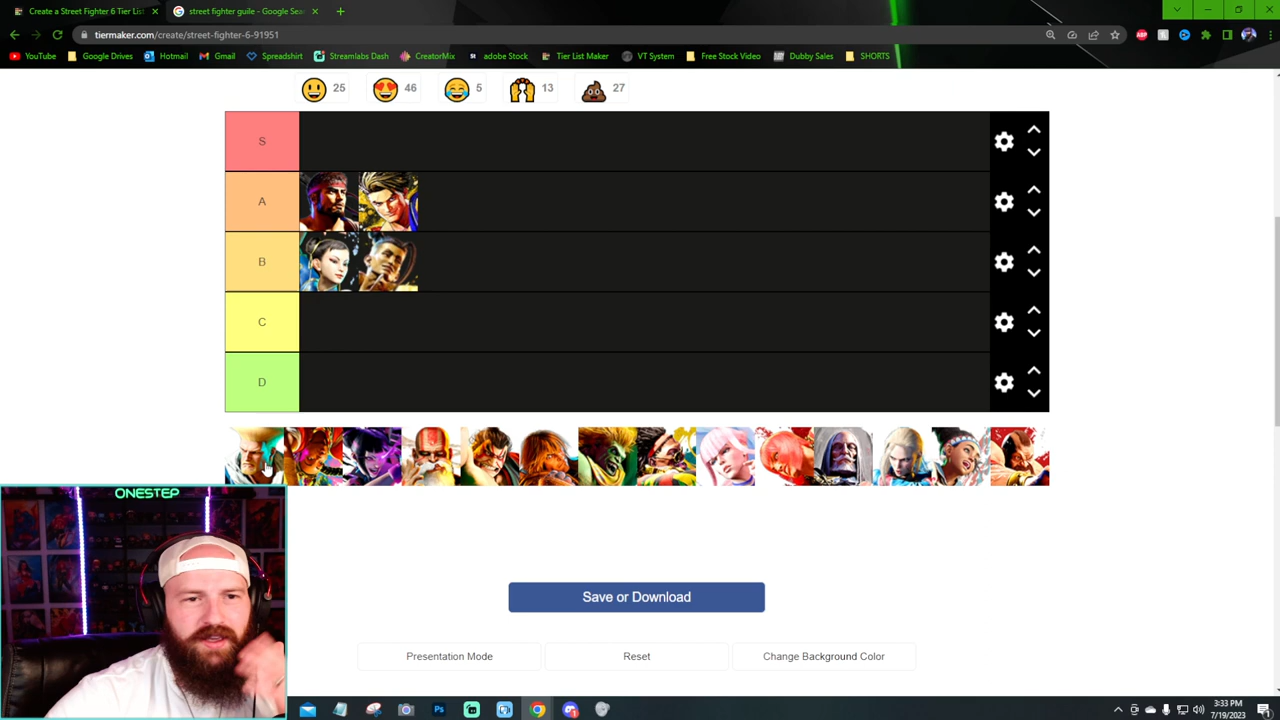 Create a Street Fighter 6 Tier List
street fighter guile - Google Sea
tiermaker.com/create/street-fighter-6-91951
YouTube Google Drives Hotmail Gmail Spreadshirt Streamlabs Dash CreatorMix adobe Stock Tier List Maker VT System Free Stock Video Dubby Sales SHORTS
25 46 5 13 27
S
A
B
C
D
ONESTEP
Save or Download
Presentation Mode Reset Change Background Color
3:33 PM
7/19/2023